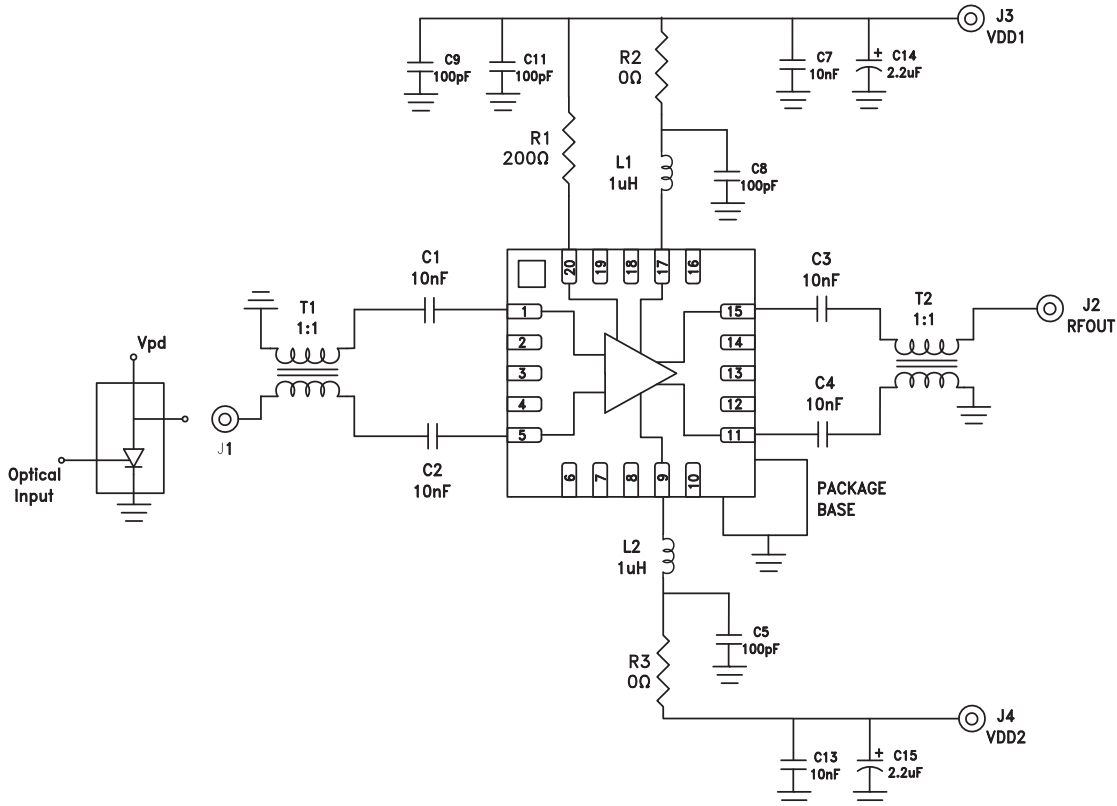 J3
VDD1
C9
100pF
C11
100pF
R2
0Ω
C7
10nF
C14
2.2uF
+
R1
200Ω
L1
1uH
C8
100pF
C1
10nF
20
19
18
17
16
C3
10nF
T1
1:1
1
15
T2
1:1
J2
RFOUT
Vpd
2
14
3
13
4
12
C4
10nF
5
11
J1
Optical
Input
C2
10nF
6
7
8
9
10
PACKAGE
BASE
L2
1uH
C5
100pF
R3
0Ω
J4
VDD2
C13
10nF
+
C15
2.2uF